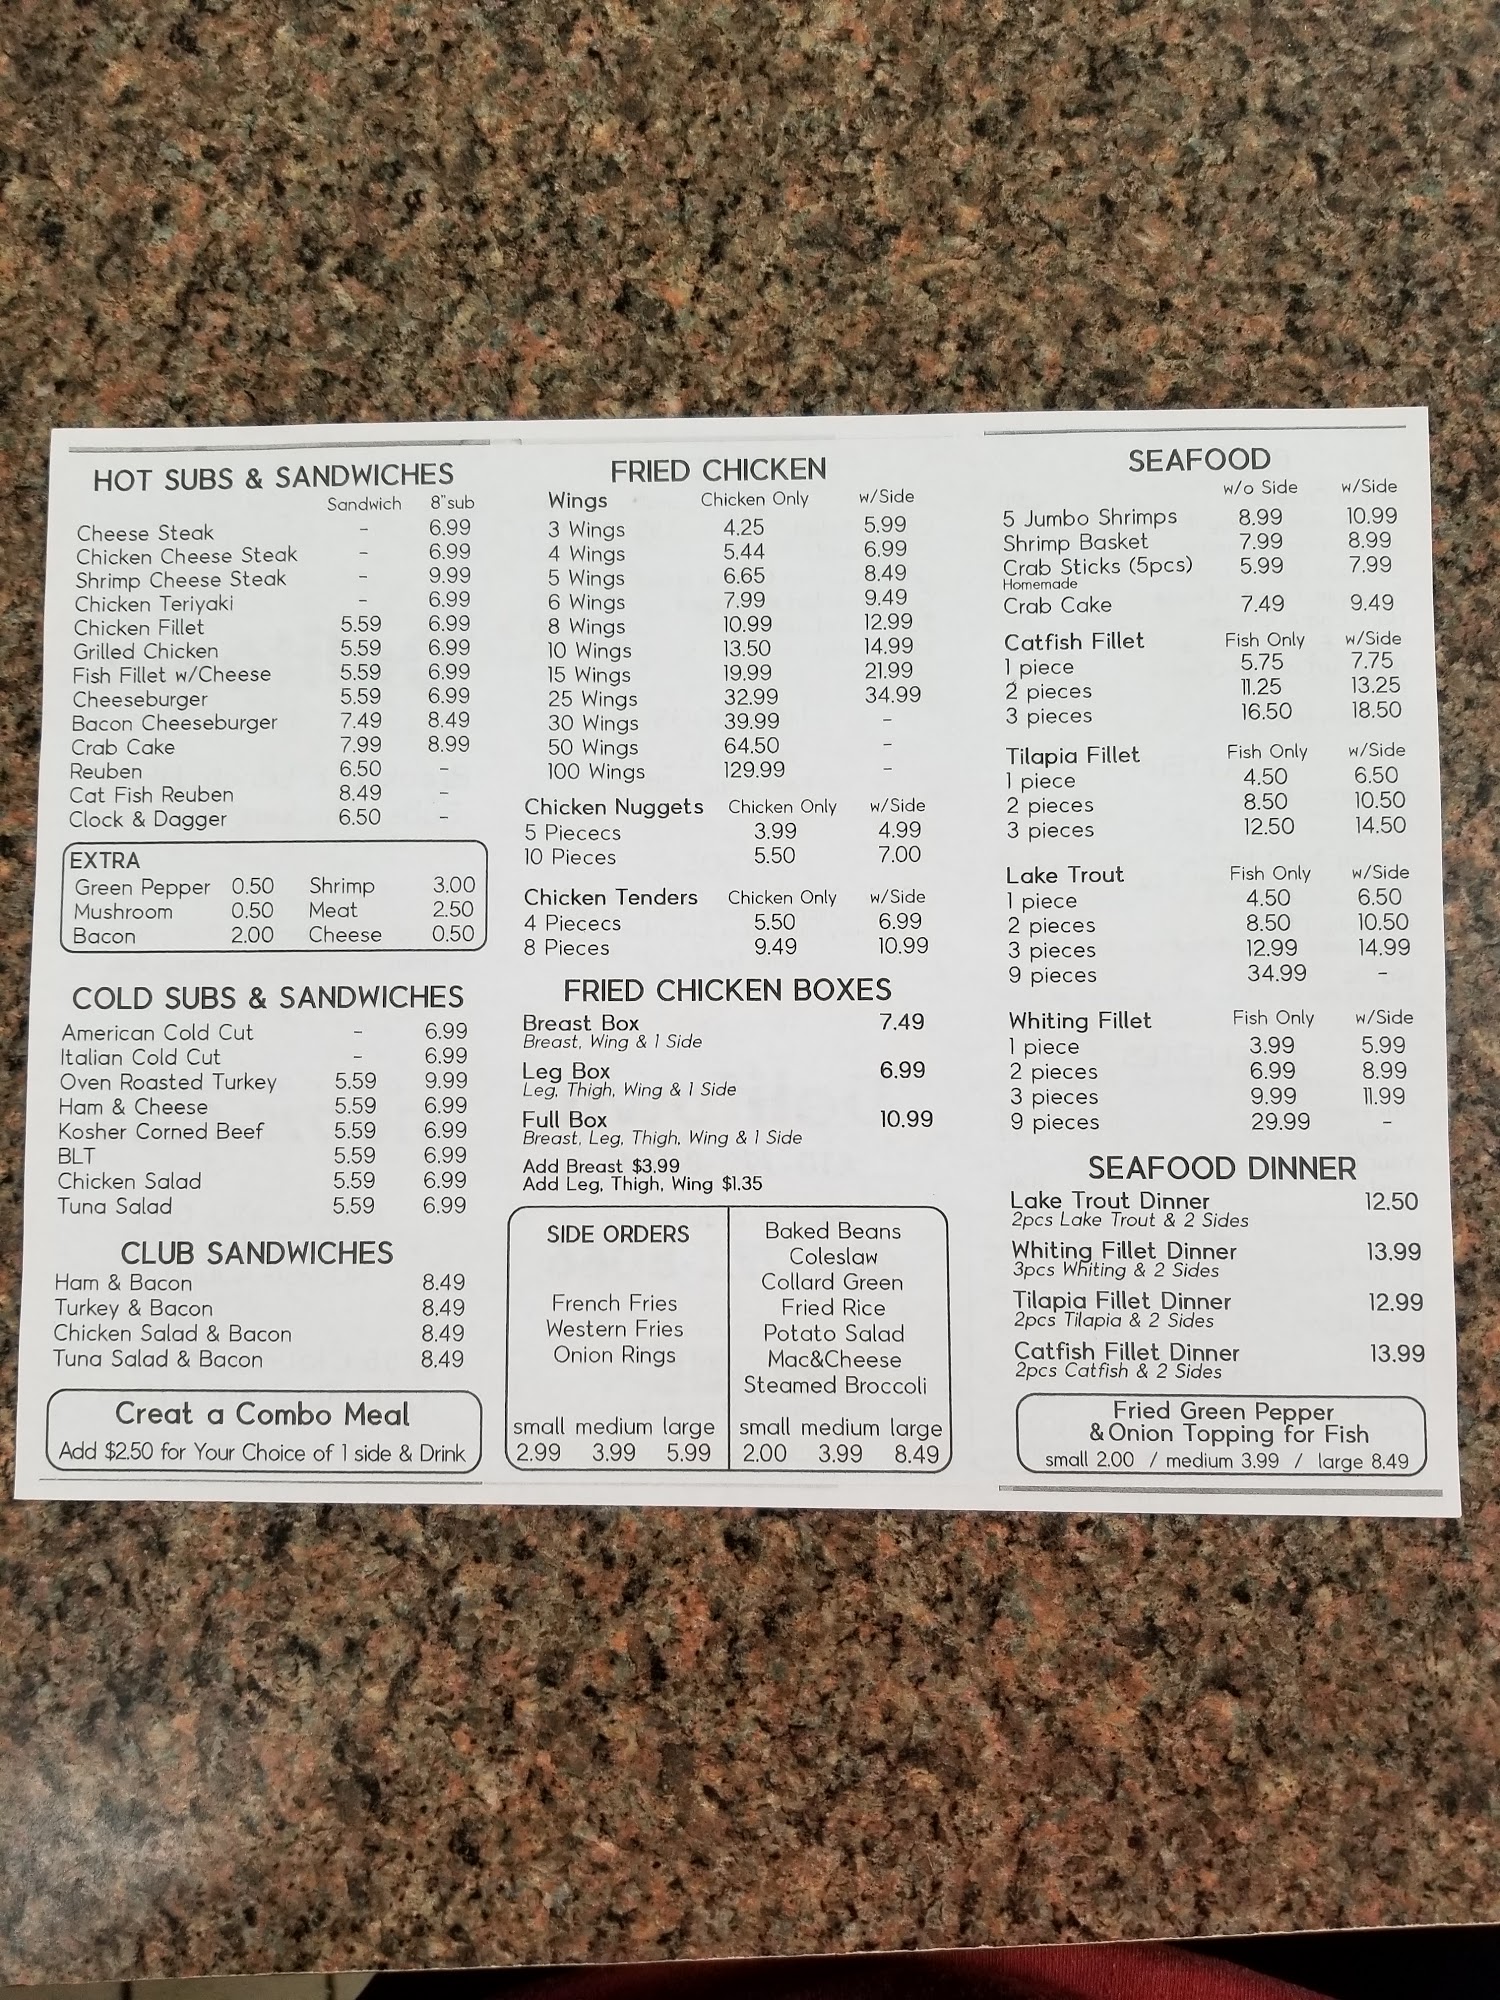 HOT SUBS & SANDWICHES
Sandwich 8"sub
Cheese Steak - 6.99
Chicken Cheese Steak - 6.99
Shrimp Cheese Steak - 9.99
Chicken Teriyaki - 6.99
Chicken Fillet 5.59 6.99
Grilled Chicken 5.59 6.99
Fish Fillet w/Cheese 5.59 6.99
Cheeseburger 5.59 6.99
Bacon Cheeseburger 7.49 8.49
Crab Cake 7.99 8.99
Reuben 6.50 -
Cat Fish Reuben 8.49 -
Clock & Dagger 6.50 -
EXTRA
Green Pepper 0.50 Shrimp 3.00
Mushroom 0.50 Meat 2.50
Bacon 2.00 Cheese 0.50
COLD SUBS & SANDWICHES
American Cold Cut - 6.99
Italian Cold Cut - 6.99
Oven Roasted Turkey 5.59 9.99
Ham & Cheese 5.59 6.99
Kosher Corned Beef 5.59 6.99
BLT 5.59 6.99
Chicken Salad 5.59 6.99
Tuna Salad 5.59 6.99
CLUB SANDWICHES
Ham & Bacon 8.49
Turkey & Bacon 8.49
Chicken Salad & Bacon 8.49
Tuna Salad & Bacon 8.49
Creat a Combo Meal
Add $2.50 for Your Choice of 1 side & Drink
FRIED CHICKEN
Wings Chicken Only w/Side
3 Wings 4.25 5.99
4 Wings 5.44 6.99
5 Wings 6.65 8.49
6 Wings 7.99 9.49
8 Wings 10.99 12.99
10 Wings 13.50 14.99
15 Wings 19.99 21.99
25 Wings 32.99 34.99
30 Wings 39.99 -
50 Wings 64.50 -
100 Wings 129.99 -
Chicken Nuggets Chicken Only w/Side
5 Piececs 3.99 4.99
10 Pieces 5.50 7.00
Chicken Tenders Chicken Only w/Side
4 Piececs 5.50 6.99
8 Pieces 9.49 10.99
FRIED CHICKEN BOXES
Breast Box 7.49
Breast, Wing & 1 Side
Leg Box 6.99
Leg, Thigh, Wing & 1 Side
Full Box 10.99
Breast, Leg, Thigh, Wing & 1 Side
Add Breast $3.99
Add Leg, Thigh, Wing $1.35
SIDE ORDERS
French Fries
Western Fries
Onion Rings
small medium large
2.99 3.99 5.99
Baked Beans
Coleslaw
Collard Green
Fried Rice
Potato Salad
Mac&Cheese
Steamed Broccoli
small medium large
2.00 3.99 8.49
SEAFOOD
w/o Side w/Side
5 Jumbo Shrimps 8.99 10.99
Shrimp Basket 7.99 8.99
Crab Sticks (5pcs) 5.99 7.99
Homemade
Crab Cake 7.49 9.49
Catfish Fillet Fish Only w/Side
1 piece 5.75 7.75
2 pieces 11.25 13.25
3 pieces 16.50 18.50
Tilapia Fillet Fish Only w/Side
1 piece 4.50 6.50
2 pieces 8.50 10.50
3 pieces 12.50 14.50
Lake Trout Fish Only w/Side
1 piece 4.50 6.50
2 pieces 8.50 10.50
3 pieces 12.99 14.99
9 pieces 34.99 -
Whiting Fillet Fish Only w/Side
1 piece 3.99 5.99
2 pieces 6.99 8.99
3 pieces 9.99 11.99
9 pieces 29.99 -
SEAFOOD DINNER
Lake Trout Dinner 12.50
2pcs Lake Trout & 2 Sides
Whiting Fillet Dinner 13.99
3pcs Whiting & 2 Sides
Tilapia Fillet Dinner 12.99
2pcs Tilapia & 2 Sides
Catfish Fillet Dinner 13.99
2pcs Catfish & 2 Sides
Fried Green Pepper
& Onion Topping for Fish
small 2.00 / medium 3.99 / large 8.49